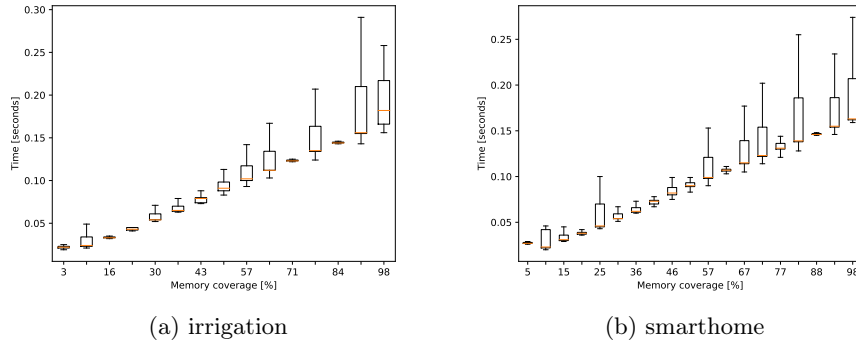 0.30
0.25
0.20
0.15
0.10
0.05
Time [seconds]
3 16 30 43 57 71 84 98
Memory coverage [%]
(a) irrigation
0.25
0.20
0.15
0.10
0.05
Time [seconds]
5 15 25 36 46 57 67 77 88 98
Memory coverage [%]
(b) smarthome